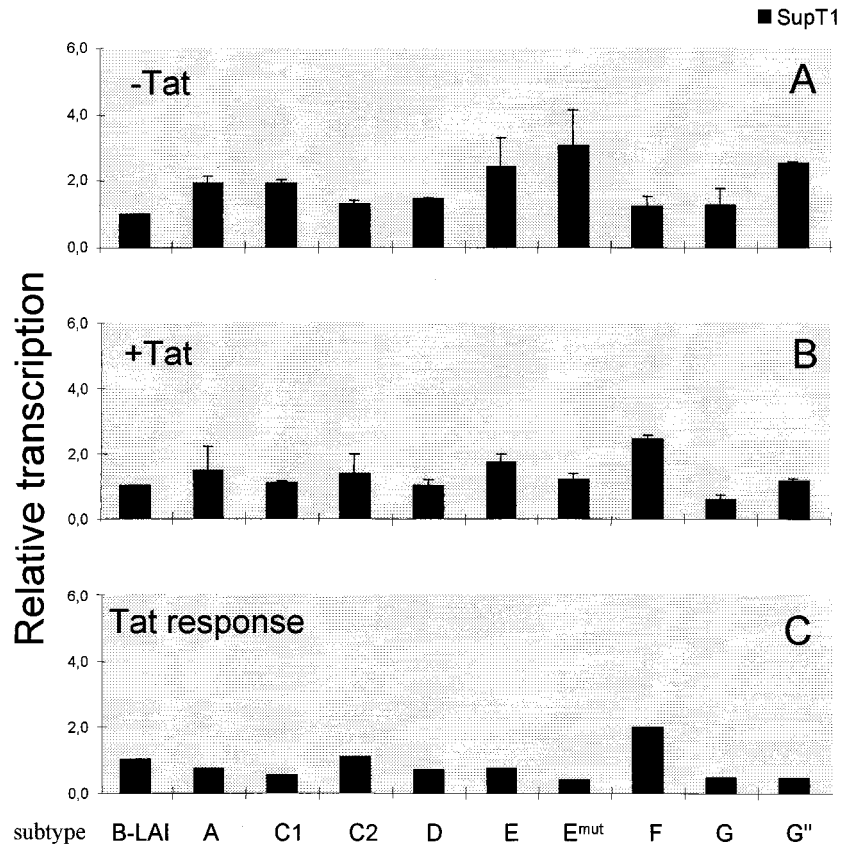 SupT1
6,0
-Tat
A
4,0
2,0
0,0
Relative transcription
6,0
+Tat
B
4,0
2,0
0,0
6,0
Tat response
C
4,0
2,0
0,0
subtype B-LAI A C1 C2 D E Emut F G G"